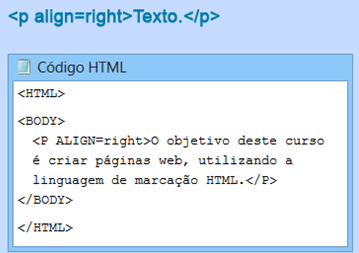 <p align=right>Texto.</p>
Código HTML
<HTML>
<BODY>
<P ALIGN=right>O objetivo deste curso
é criar páginas web, utilizando a
linguagem de marcação HTML.</P>
</BODY>
</HTML>